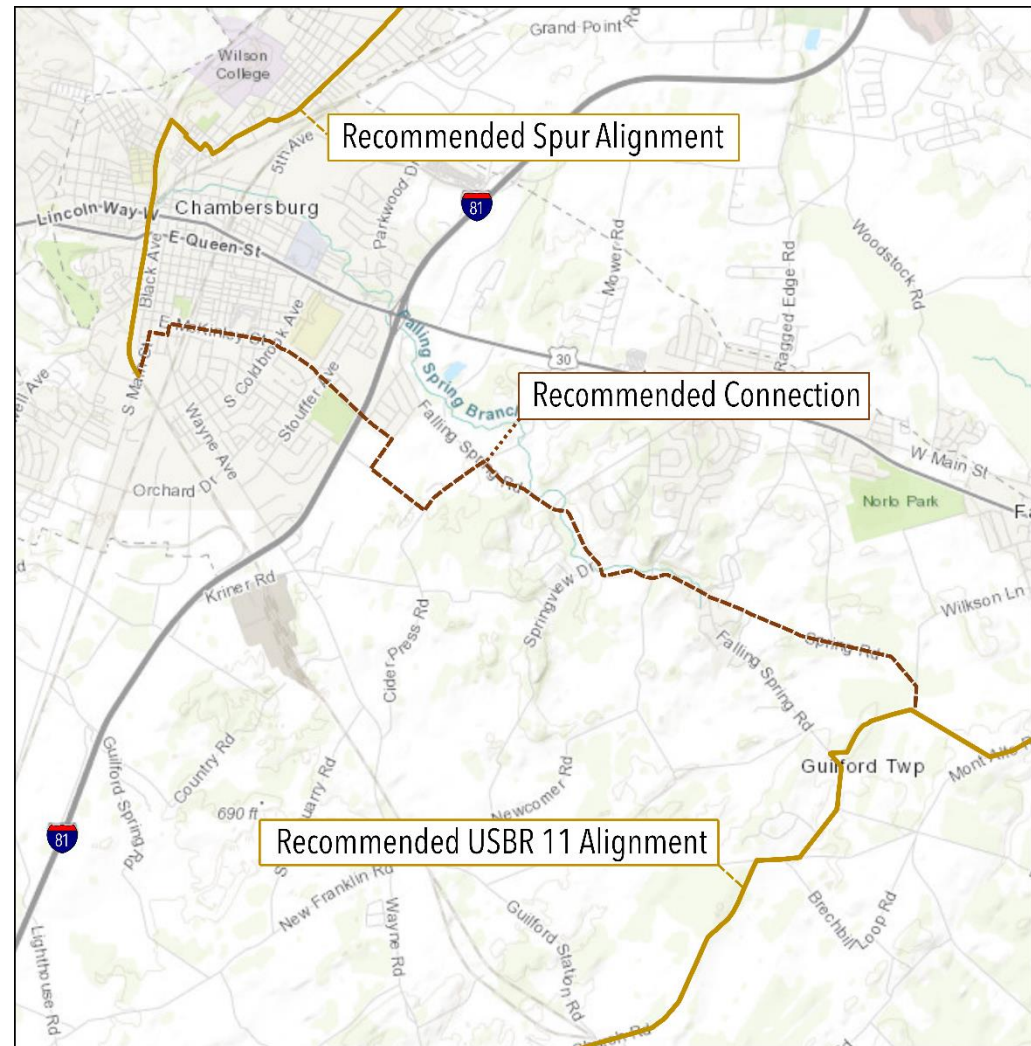 Grand Point Rd
Wilson
College
Recommended Spur Alignment
5th Ave
Parkwood Dr
81
Lincoln-Way-W
Chambersburg
E-Queen-St
Black Ave
Mower Rd
Ragged Edge Rd
Woodstock Rd
E McKinley St
S Coldbrook Ave
Stouffer Ave
S Main St
Falling Spring Branc
30
Recommended Connection
Wayne Ave
Falling Spring Rd
W Main St
Orchard Dr
Norlo Park
Kriner Rd
Springview Dr
Wilkson Ln
Cider-Press Rd
Spring Rd
Falling Spring Rd
Guilford Spring Rd
Country Rd
Guilford Twp
690 ft
Newcomer Rd
81
Recommended USBR 11 Alignment
New Franklin Rd
Wayne Rd
Guilford Station Rd
Brechbill
Loop Rd
Lighthouse Rd